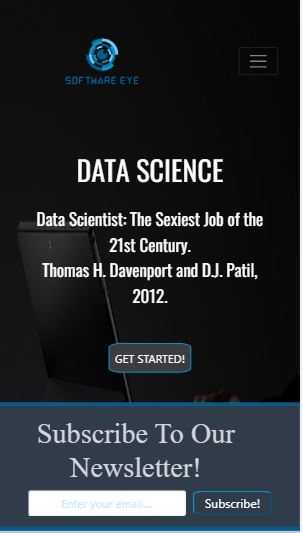 SOFTWARE EYE
DATA SCIENCE
Data Scientist: The Sexiest Job of the
21st Century.
Thomas H. Davenport and D.J. Patil,
2012.
GET STARTED!
Subscribe To Our
Newsletter!
Enter your email...
Subscribe!